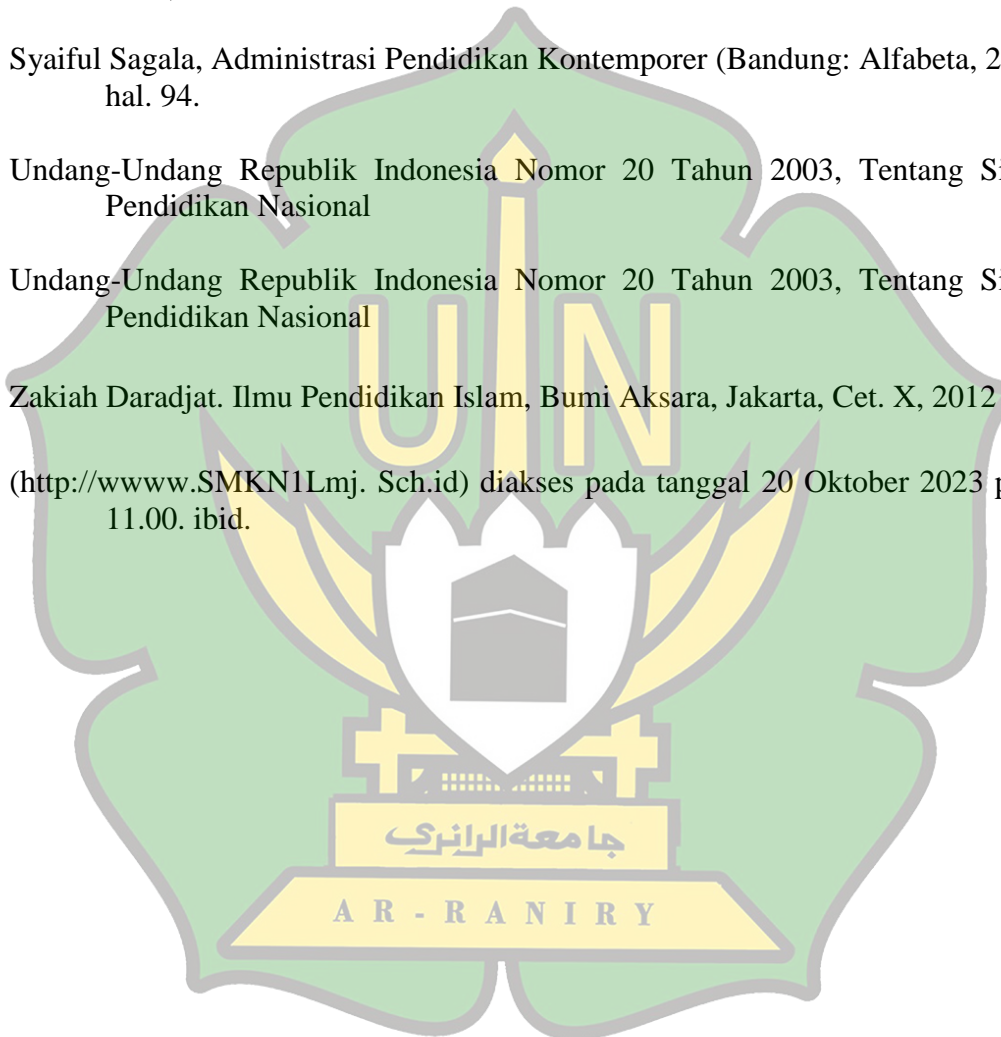 Syaiful Sagala, Administrasi Pendidikan Kontemporer (Bandung: Alfabeta, 2
hal. 94.
Undang-Undang Republik Indonesia Nomor 20 Tahun 2003, Tentang Si
Pendidikan Nasional
Undang-Undang Republik Indonesia Nomor 20 Tahun 2003, Tentang Si
Pendidikan Nasional
Zakiah Daradjat. Ilmu Pendidikan Islam, Bumi Aksara, Jakarta, Cet. X, 2012
(http://wwww.SMKN1Lmj. Sch.id) diakses pada tanggal 20 Oktober 2023 p
11.00. ibid.
UIN
جامعة الرانري
AR-RANIRY